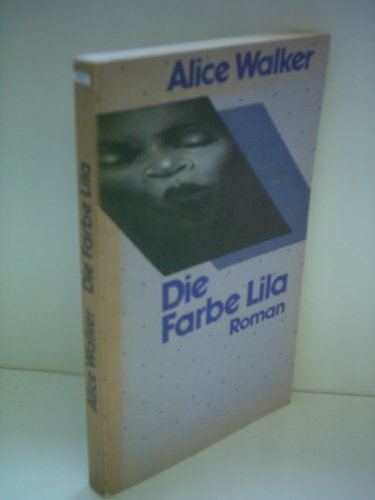 Alice Walker
Die
Farbe Lila
Roman
Alice Walker Die Farbe Lila